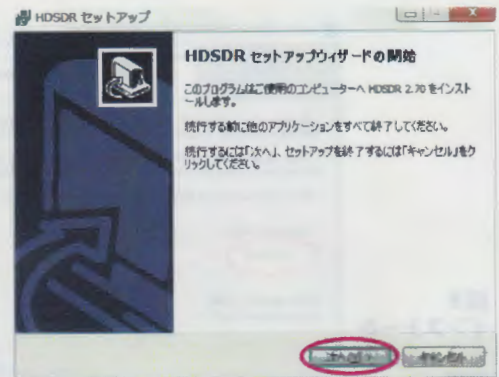 HDSDR セットアップ
HDSDR セットアップウィザードの開始
このプログラムはご使用のコンピューターへ HDSDR 2.70 をインスト
ールします。
続行する前に他のアプリケーションをすべて終了してください。
続行するには「次へ」、セットアップを終了するには「キャンセル」をク
リックしてください。
次へ(N) >
キャンセル